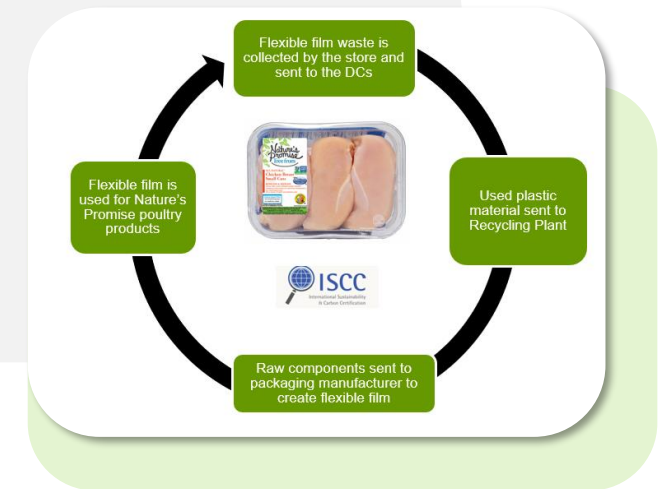 Flexible film waste is
collected by the store and
sent to the DCs
Used plastic
material sent to
Recycling Plant
Raw components sent to
packaging manufacturer to
create flexible film
Flexible film is
used for Nature's
Promise poultry
products
Nature's
Promise
free from
ISCC
International Sustainability
& Carbon Certification